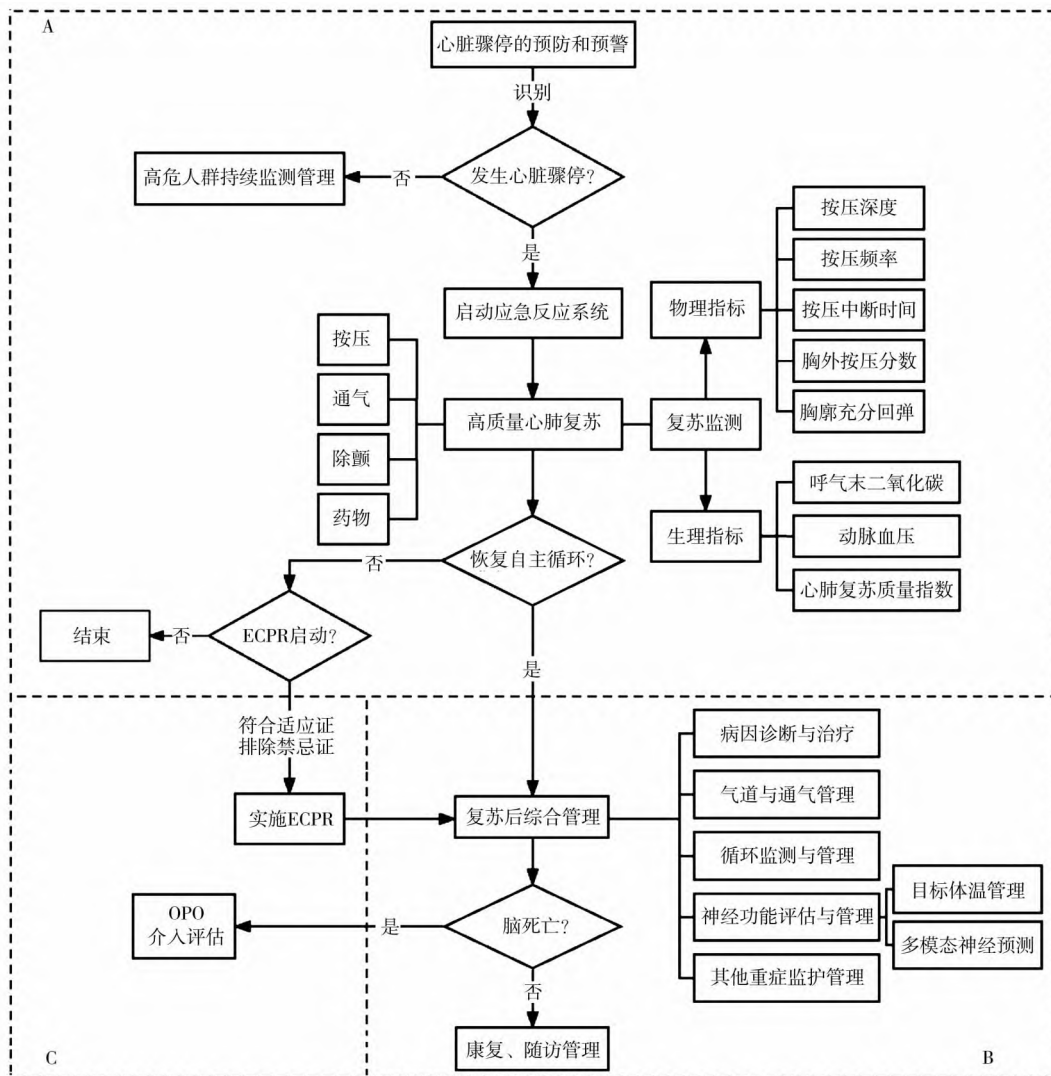 A
心脏骤停的预防和预警
识别
高危人群持续监测管理
否
发生心脏骤停?
是
启动应急反应系统
按压
通气
除颤
药物
高质量心肺复苏
复苏监测
物理指标
按压深度
按压频率
按压中断时间
胸外按压分数
胸廓充分回弹
生理指标
呼气末二氧化碳
动脉血压
心肺复苏质量指数
恢复自主循环?
否
ECPR启动?
否
结束
是
符合适应证
排除禁忌证
实施ECPR
复苏后综合管理
病因诊断与治疗
气道与通气管理
循环监测与管理
神经功能评估与管理
目标体温管理
多模态神经预测
其他重症监护管理
脑死亡?
是
OPO
介入评估
否
康复、随访管理
C
B